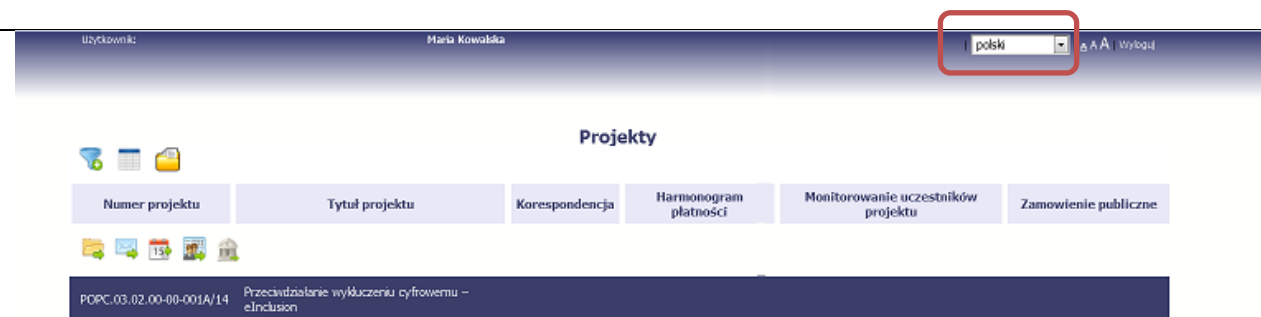 Użytkownik: Maria Kowalska | polski A A A | Wyloguj
Projekty
Numer projektu Tytuł projektu Korespondencja Harmonogram płatności Monitorowanie uczestników projektu Zamowienie publiczne
15
POPC.03.02.00-00-001A/14 Przeciwdziałanie wykluczeniu cyfrowemu –
eInclusion